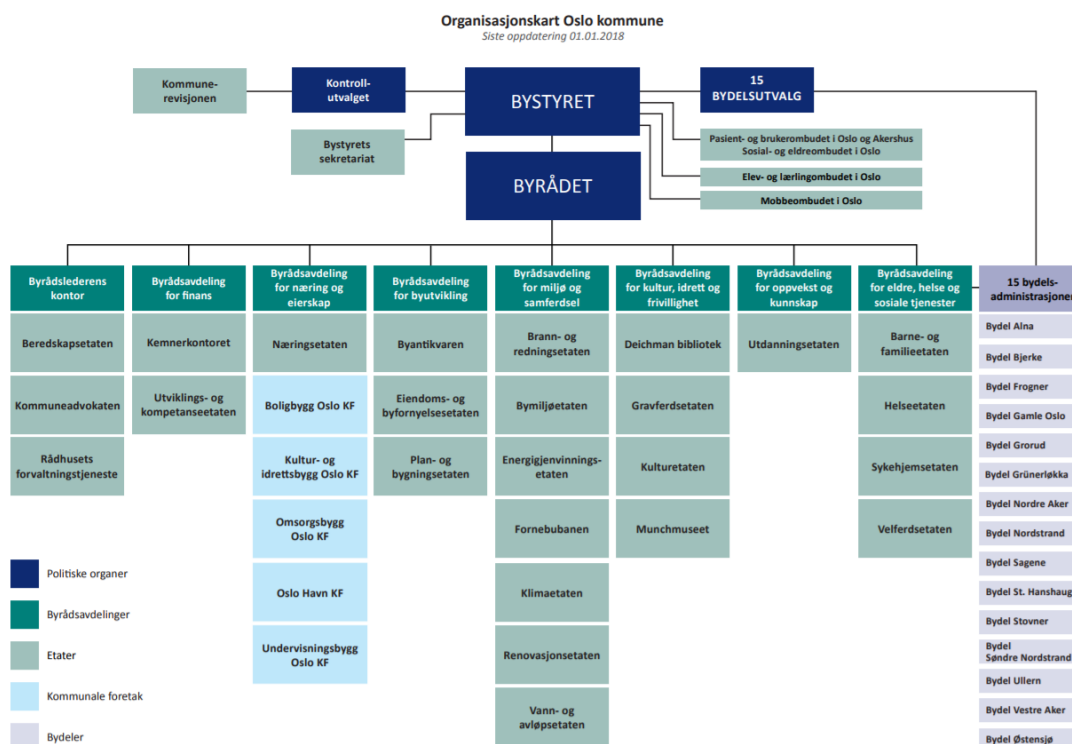 Organisasjonskart Oslo kommune
Siste oppdatering 01.01.2018
Kommune-
revisjonen
Kontroll-
utvalget
BYSTYRET
15
BYDELSUTVALG
Bystyrets
sekretariat
Pasient- og brukerombudet i Oslo og Akershus
Sosial- og eldreombudet i Oslo
Elev- og lærlingombudet i Oslo
Mobbeombudet i Oslo
BYRÅDET
Byrådslederens
kontor
Beredskapsetaten
Kommuneadvokaten
Rådhusets
forvaltningstjeneste
Byrådsavdeling
for finans
Kemnerkontoret
Utviklings- og
kompetanseetaten
Byrådsavdeling
for næring og
eierskap
Næringsetaten
Boligbygg Oslo KF
Kultur- og
idrettsbygg Oslo KF
Omsorgsbygg
Oslo KF
Oslo Havn KF
Undervisningsbygg
Oslo KF
Byrådsavdeling
for byutvikling
Byantikvaren
Eiendoms- og
byfornyelsesetaten
Plan- og
bygningsetaten
Byrådsavdeling
for miljø og
samferdsel
Brann- og
redningsetaten
Bymiljøetaten
Energigjenvinnings-
etaten
Fornebubanen
Klimaetaten
Renovasjonsetaten
Vann- og
avløpsetaten
Byrådsavdeling
for kultur, idrett og
frivillighet
Deichman bibliotek
Gravferdsetaten
Kulturetaten
Munchmuseet
Byrådsavdeling
for oppvekst og
kunnskap
Utdanningsetaten
Byrådsavdeling
for eldre, helse og
sosiale tjenester
Barne- og
familieetaten
Helseetaten
Sykehjemsetaten
Velferdsetaten
15 bydels-
administrasjoner
Bydel Alna
Bydel Bjerke
Bydel Frogner
Bydel Gamle Oslo
Bydel Grorud
Bydel Grünerløkka
Bydel Nordre Aker
Bydel Nordstrand
Bydel Sagene
Bydel St. Hanshaugen
Bydel Stovner
Bydel
Søndre Nordstrand
Bydel Ullern
Bydel Vestre Aker
Bydel Østensjø
Politiske organer
Byrådsavdelinger
Etater
Kommunale foretak
Bydeler